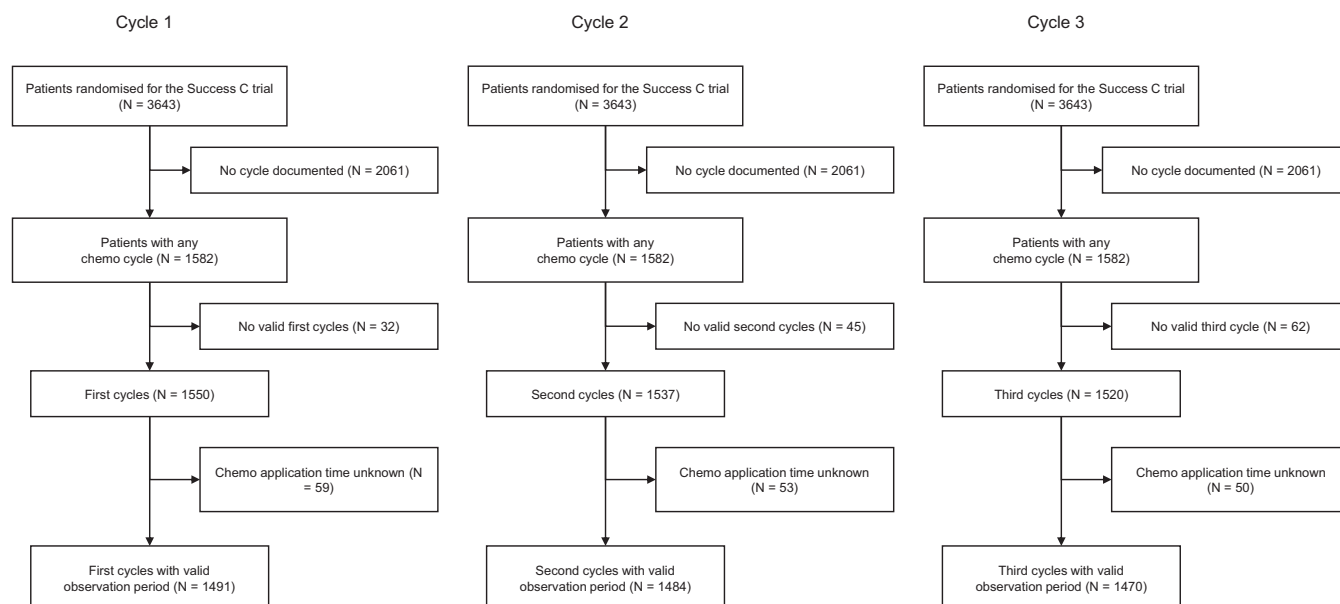 Cycle 1
Patients randomised for the Success C trial
(N = 3643)
No cycle documented (N = 2061)
Patients with any
chemo cycle (N = 1582)
No valid first cycles (N = 32)
First cycles (N = 1550)
Chemo application time unknown (N
= 59)
First cycles with valid
observation period (N = 1491)
Cycle 2
Patients randomised for the Success C trial
(N = 3643)
No cycle documented (N = 2061)
Patients with any
chemo cycle (N = 1582)
No valid second cycles (N = 45)
Second cycles (N = 1537)
Chemo application time unknown
(N = 53)
Second cycles with valid
observation period (N = 1484)
Cycle 3
Patients randomised for the Success C trial
(N = 3643)
No cycle documented (N = 2061)
Patients with any
chemo cycle (N = 1582)
No valid third cycle (N = 62)
Third cycles (N = 1520)
Chemo application time unknown
(N = 50)
Third cycles with valid
observation period (N = 1470)